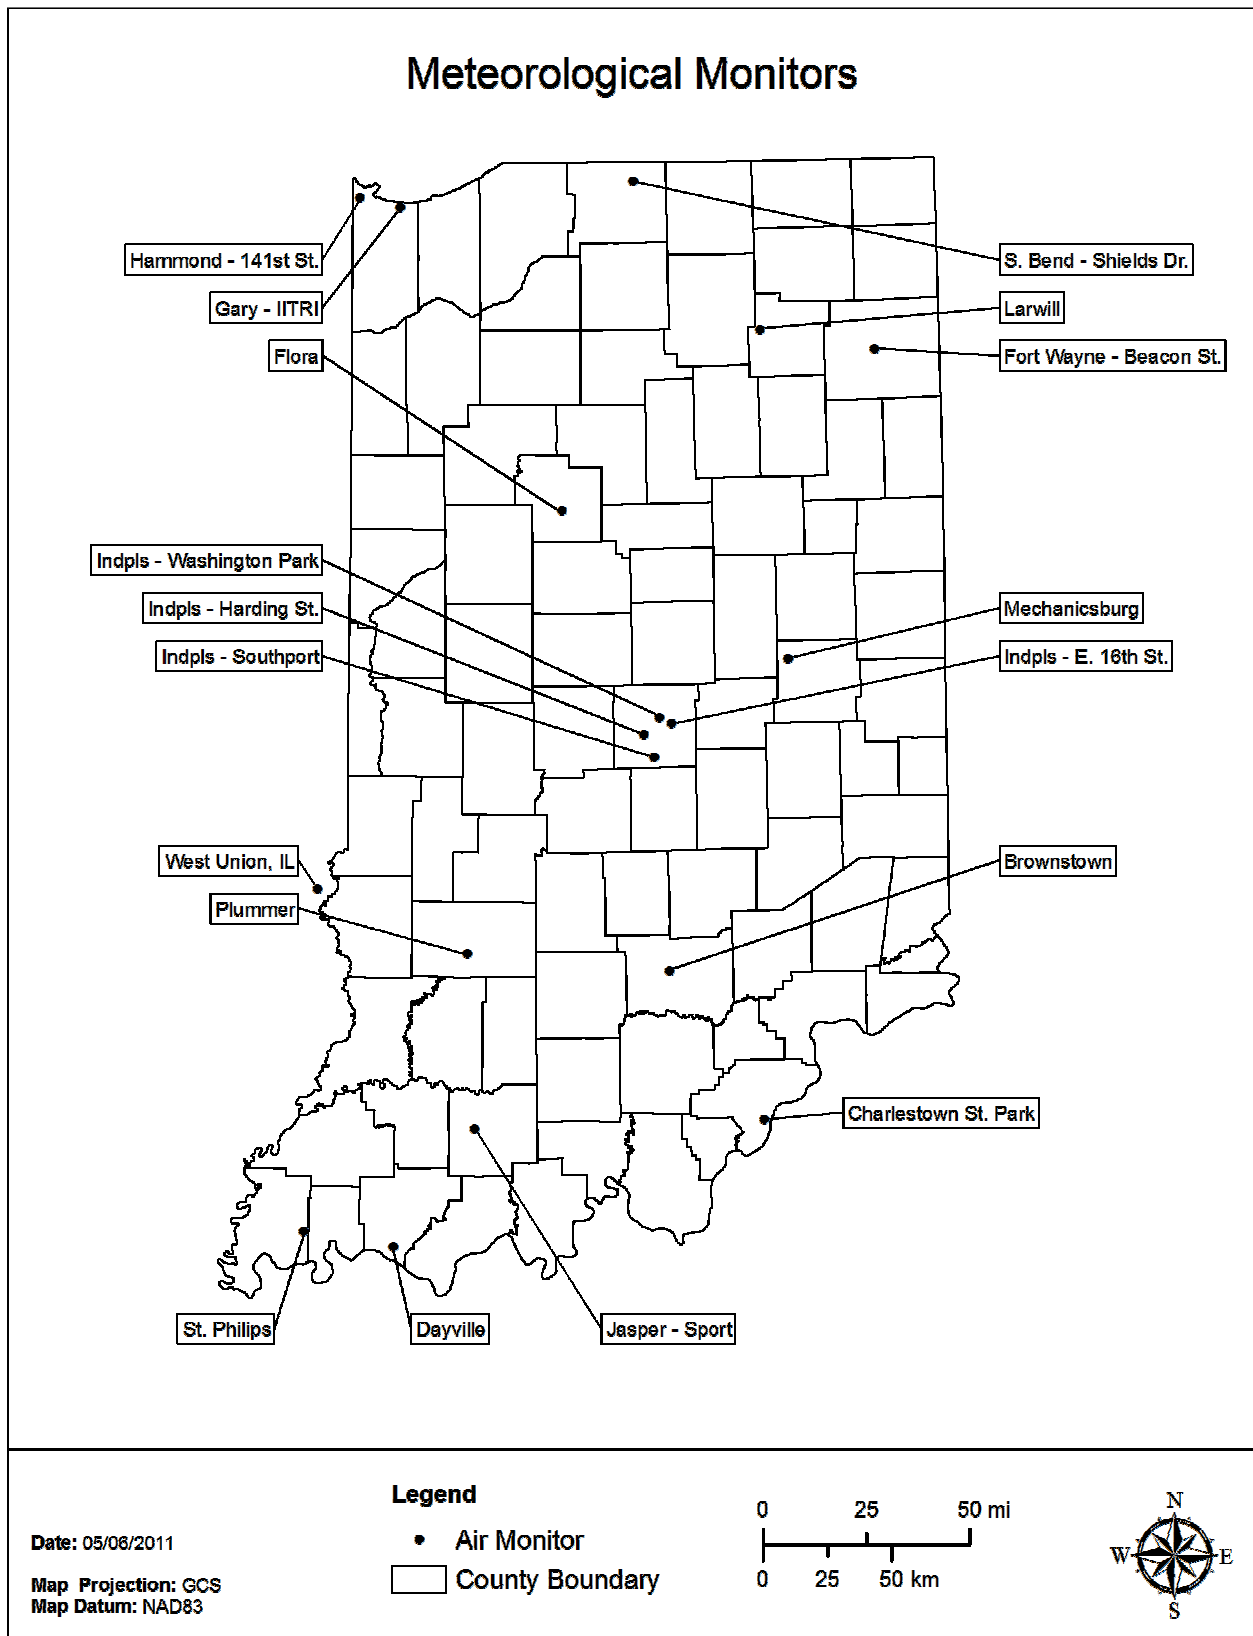 Meteorological Monitors
Hammond - 141st St.
S. Bend - Shields Dr.
Gary - IITRI
Larwill
Flora
Fort Wayne - Beacon St.
Indpls - Washington Park
Indpls - Harding St.
Mechanicsburg
Indpls - Southport
Indpls - E. 16th St.
West Union, IL
Brownstown
Plummer
Charlestown St. Park
St. Philips
Dayville
Jasper - Sport
Legend
Air Monitor
County Boundary
Date: 05/06/2011
Map Projection: GCS
Map Datum: NAD83
0 25 50 mi
0 25 50 km
N
W E
S